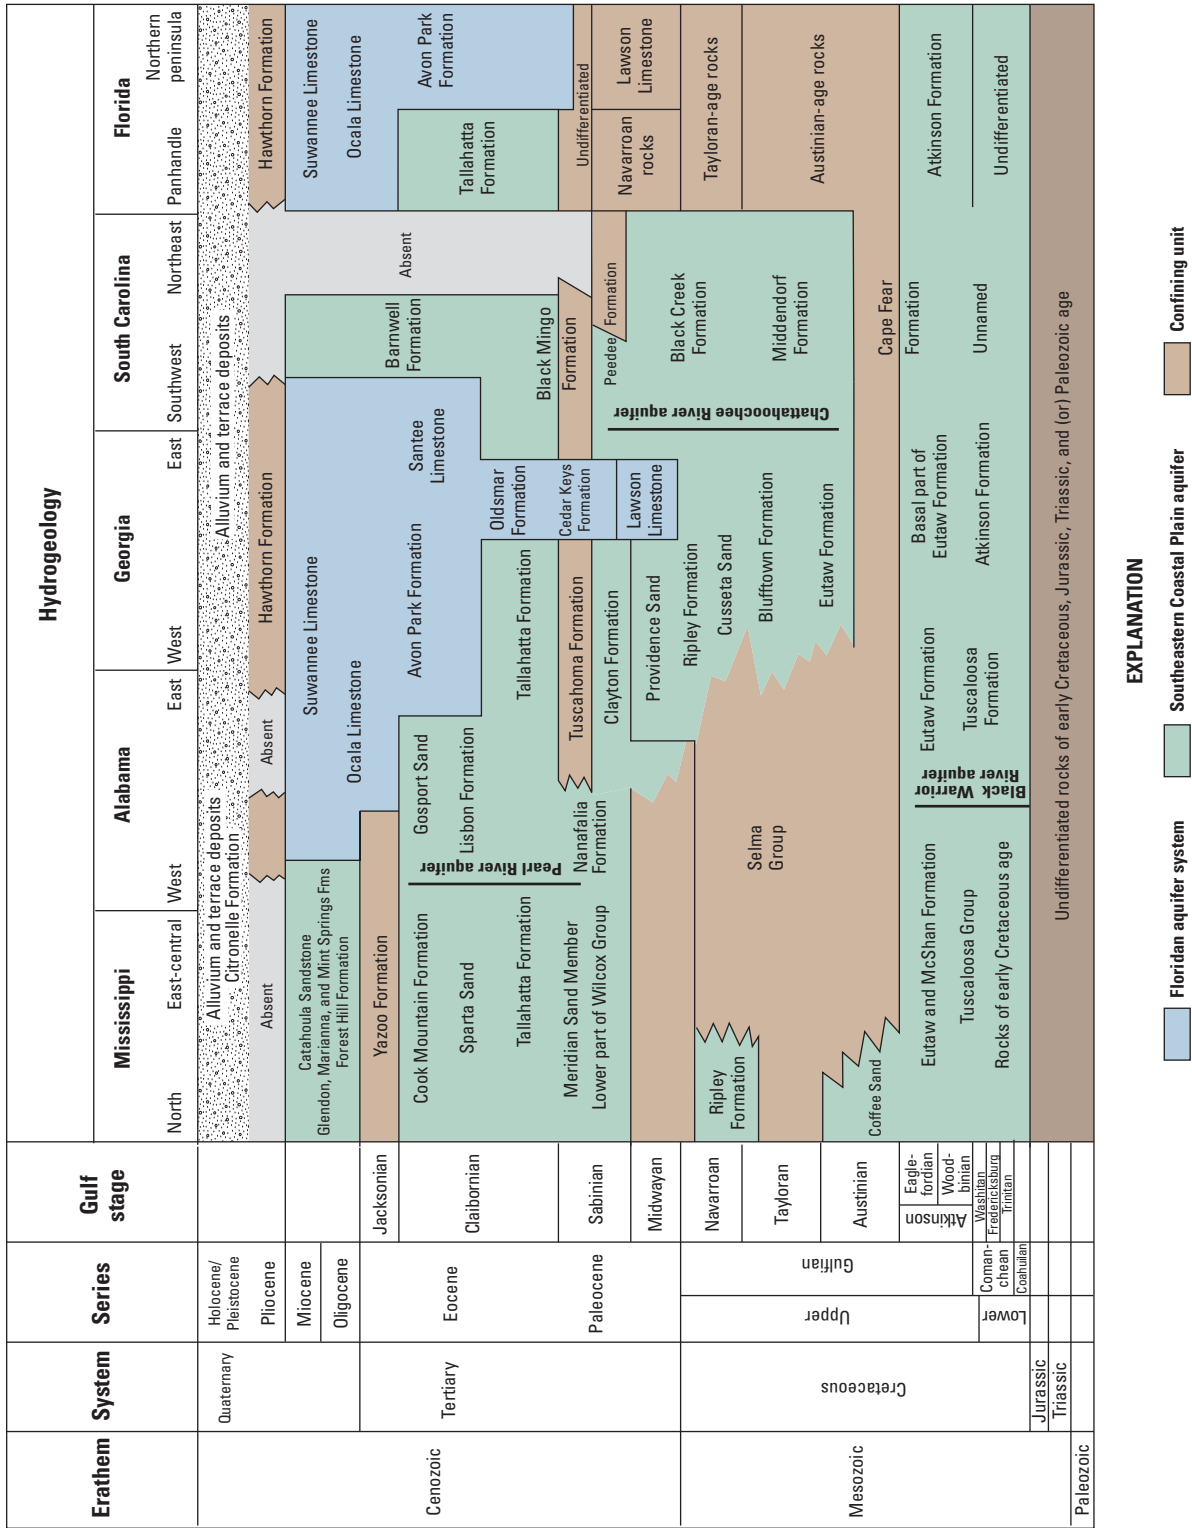 Hydrogeology
Erathem
System
Series
Gulf
stage
Mississippi
Alabama
Georgia
South Carolina
Florida
North
East-central
West
East
West
East
Southwest
Northeast
Panhandle
Northern
peninsula
Cenozoic
Mesozoic
Paleozoic
Quaternary
Tertiary
Cretaceous
Jurassic
Triassic
Holocene/
Pleistocene
Pliocene
Miocene
Oligocene
Eocene
Paleocene
Upper
Lower
Gulfian
Coman-
chean
Coahuilan
Jacksonian
Claibornian
Sabinian
Midwayan
Navarroan
Tayloran
Austinian
Atkinson
Eagle-
fordian
Wood-
binian
Washitan
Fredericksburg
Trinitan
Alluvium and terrace deposits
Citronelle Formation
Alluvium and terrace deposits
Absent
Absent
Hawthorn Formation
Hawthorn Formation
Catahoula Sandstone
Glendon, Marianna, and Mint Springs Fms
Forest Hill Formation
Suwannee Limestone
Ocala Limestone
Suwannee Limestone
Ocala Limestone
Yazoo Formation
Cook Mountain Formation
Sparta Sand
Tallahatta Formation
Meridian Sand Member
Lower part of Wilcox Group
Pearl River aquifer
Gosport Sand
Lisbon Formation
Nanafalia
Formation
Avon Park Formation
Santee
Limestone
Tallahatta Formation
Oldsmar
Formation
Tuscahoma Formation
Cedar Keys
Formation
Clayton Formation
Providence Sand
Lawson
Limestone
Barnwell
Formation
Black Mingo
Formation
Absent
Avon Park
Formation
Tallahatta
Formation
Undifferentiated
Peedee Formation
Navarroan
rocks
Lawson
Limestone
Ripley
Formation
Selma
Group
Ripley Formation
Cusseta Sand
Blufftown Formation
Eutaw Formation
Chattahoochee River aquifer
Black Creek
Formation
Middendorf
Formation
Tayloran-age rocks
Austinian-age rocks
Coffee Sand
Cape Fear
Formation
Eutaw and McShan Formation
Tuscaloosa Group
Rocks of early Cretaceous age
Black Warrior
River aquifer
Eutaw Formation
Tuscaloosa
Formation
Basal part of
Eutaw Formation
Atkinson Formation
Unnamed
Atkinson Formation
Undifferentiated
Undifferentiated rocks of early Cretaceous, Jurassic, Triassic, and (or) Paleozoic age
EXPLANATION
Floridan aquifer system
Southeastern Coastal Plain aquifer
Confining unit